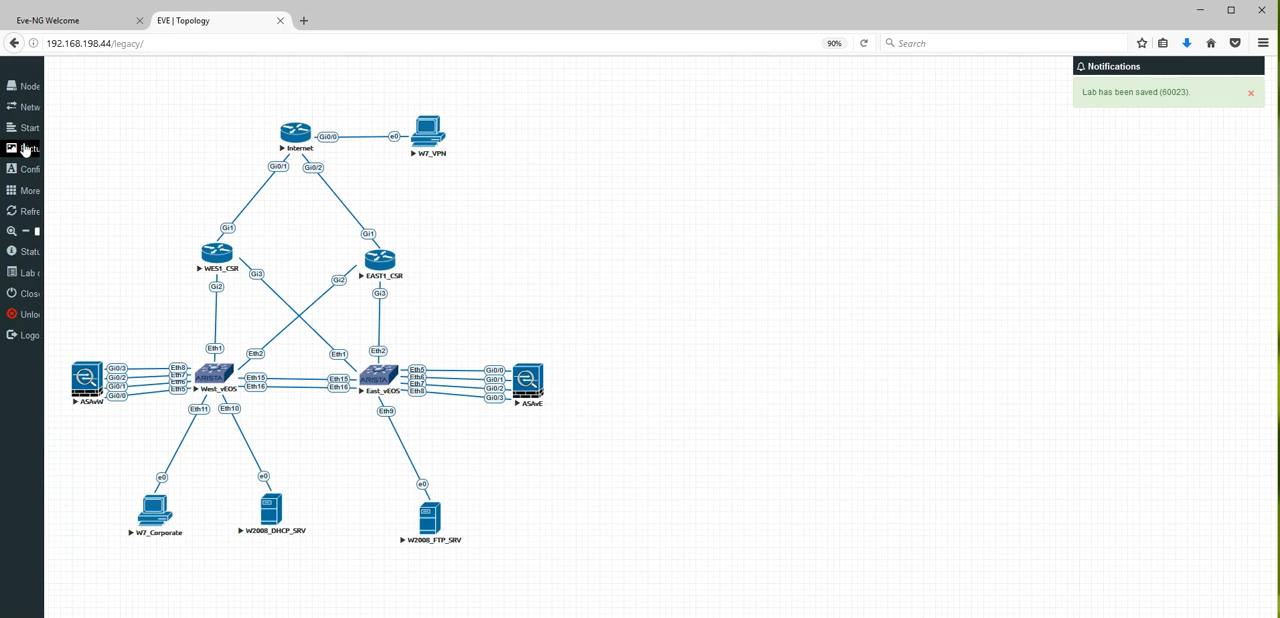 Eve-NG Welcome
EVE | Topology
192.168.198.44/legacy/
90%
Search
Node
Netw
Start
Confi
More
Refre
Statu
Lab
Clos
Unlo
Logo
Notifications
Lab has been saved (60023).
Internet
Gi0/0
e0
W7_VPN
Gi0/1
Gi0/2
Gi1
Gi1
WES1_CSR
EAST1_CSR
Gi3
Gi2
Gi2
Gi3
Eth1
Eth2
Eth1
Eth2
Gi0/3
Gi0/2
Gi0/1
Gi0/0
Eth8
Eth7
Eth6
Eth5
ASAvW
ARISTA
West_vEOS
Eth15
Eth16
Eth15
Eth16
ARISTA
East_vEOS
Eth5
Eth6
Eth7
Eth8
Gi0/0
Gi0/1
Gi0/2
Gi0/3
ASAvE
Eth11
Eth10
Eth9
e0
e0
e0
W7_Corporate
W2008_DHCP_SRV
W2008_FTP_SRV